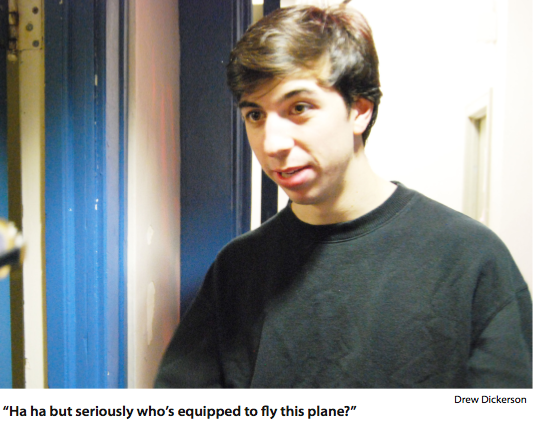 Drew Dickerson
“Ha ha but seriously who’s equipped to fly this plane?”